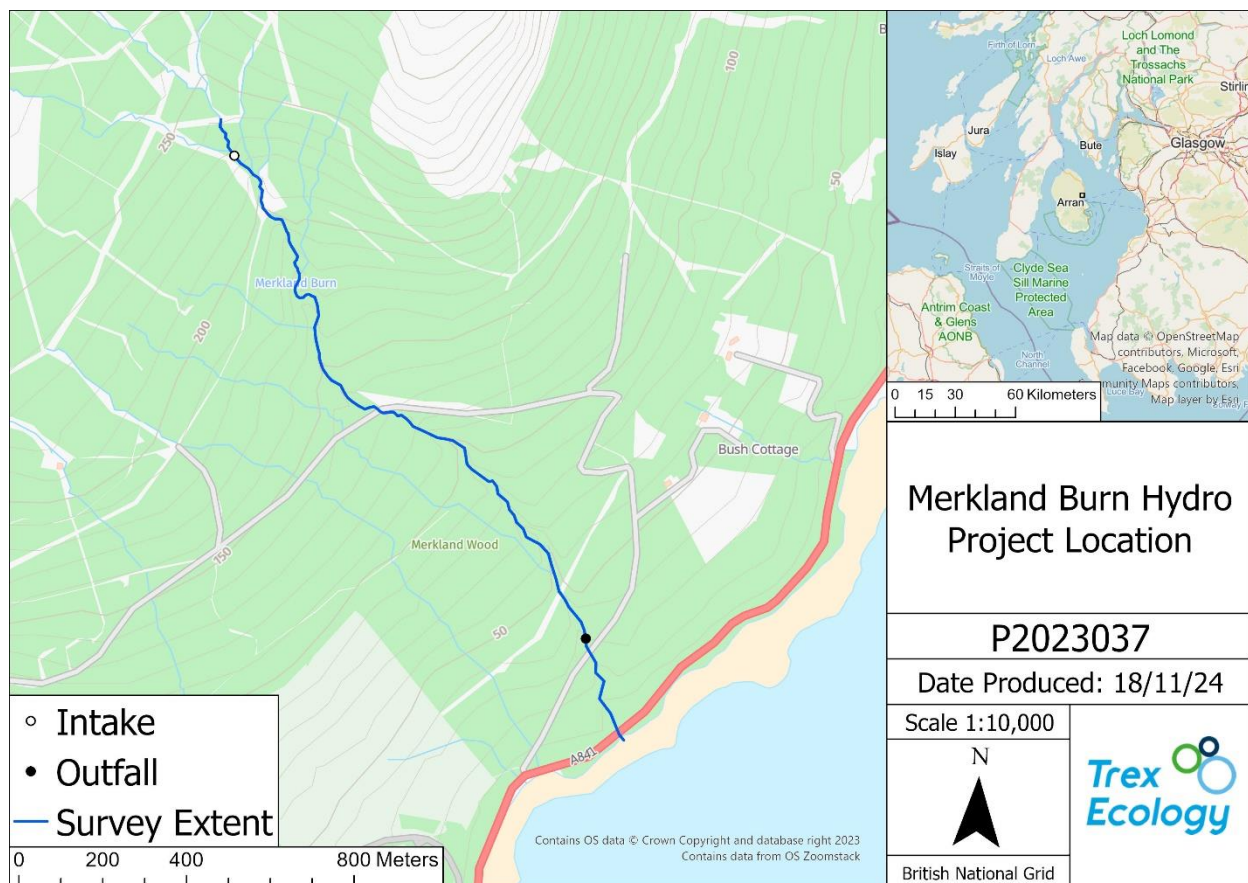 250
100
B
50
Merkland Burn
200
Bush Cottage
Merkland Wood
150
50
A841
Intake
Outfall
Survey Extent
0 200 400 800 Meters
Contains OS data © Crown Copyright and database right 2023
Contains data from OS Zoomstack
Firth of Lorn
Loch Awe
Loch Lomond
and The
Trossachs
National Park
Stirlin
Jura
Islay
Bute
Glasgow
Arran
Straits of
Moyle
Clyde Sea
Sill Marine
Protected
Area
Antrim Coast
& Glens
AONB
North
Channel
Luce Bay
Map data © OpenStreetMap
contributors, Microsoft,
Facebook, Google, Esri
mmunity Maps contributors,
Map layer by Esri
0 15 30 60 Kilometers
Merkland Burn Hydro
Project Location
P2023037
Date Produced: 18/11/24
Scale 1:10,000
N
British National Grid
Trex
Ecology